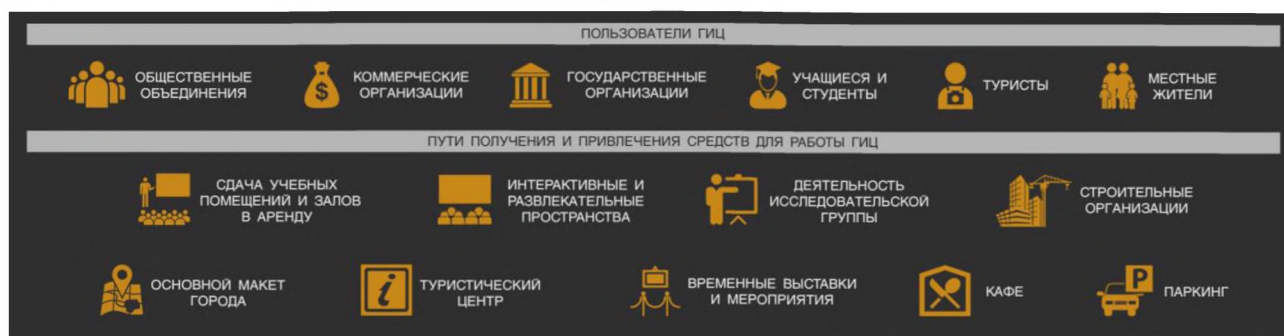 ПОЛЬЗОВАТЕЛИ ГИЦ
ОБЩЕСТВЕННЫЕ
ОБЪЕДИНЕНИЯ
$
КОММЕРЧЕСКИЕ
ОРГАНИЗАЦИИ
ГОСУДАРСТВЕННЫЕ
ОРГАНИЗАЦИИ
УЧАЩИЕСЯ И
СТУДЕНТЫ
ТУРИСТЫ
МЕСТНЫЕ
ЖИТЕЛИ
ПУТИ ПОЛУЧЕНИЯ И ПРИВЛЕЧЕНИЯ СРЕДСТВ ДЛЯ РАБОТЫ ГИЦ
СДАЧА УЧЕБНЫХ
ПОМЕЩЕНИЙ И ЗАЛОВ
В АРЕНДУ
ИНТЕРАКТИВНЫЕ И
РАЗВЛЕКАТЕЛЬНЫЕ
ПРОСТРАНСТВА
ДЕЯТЕЛЬНОСТЬ
ИССЛЕДОВАТЕЛЬСКОЙ
ГРУППЫ
СТРОИТЕЛЬНЫЕ
ОРГАНИЗАЦИИ
ОСНОВНОЙ МАКЕТ
ГОРОДА
i
ТУРИСТИЧЕСКИЙ
ЦЕНТР
ВРЕМЕННЫЕ ВЫСТАВКИ
И МЕРОПРИЯТИЯ
КАФЕ
P
ПАРКИНГ